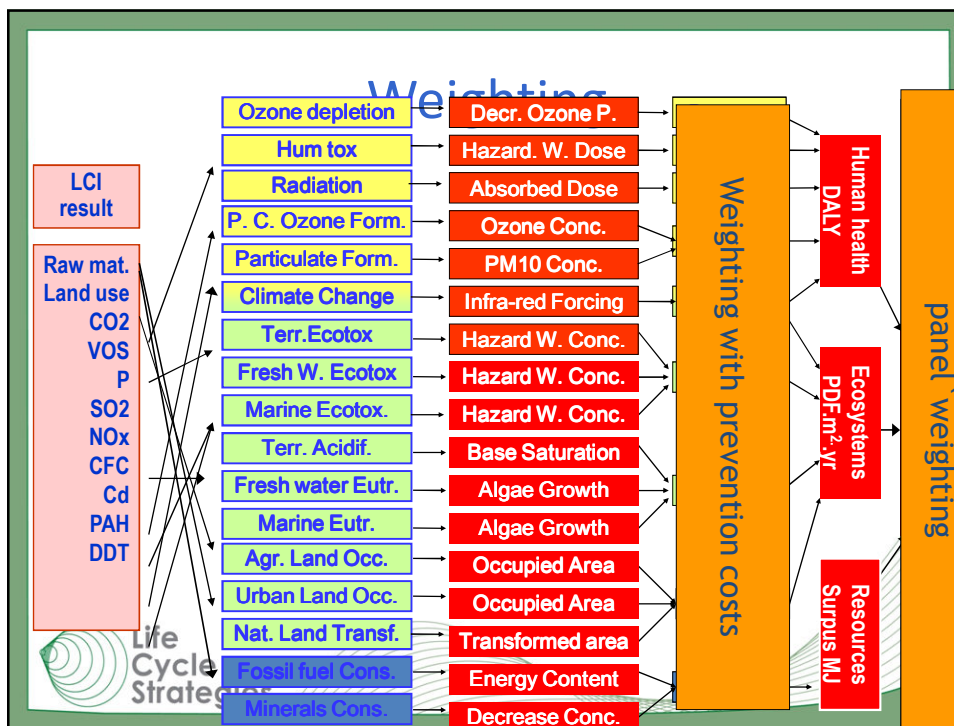 Weighting
LCI
result
Raw mat.
Land use
CO2
VOS
P
SO2
NOx
CFC
Cd
PAH
DDT
Ozone depletion
Hum tox
Radiation
P. C. Ozone Form.
Particulate Form.
Climate Change
Terr.Ecotox
Fresh W. Ecotox
Marine Ecotox.
Terr. Acidif.
Fresh water Eutr.
Marine Eutr.
Agr. Land Occ.
Urban Land Occ.
Nat. Land Transf.
Fossil fuel Cons.
Minerals Cons.
Decr. Ozone P.
Hazard. W. Dose
Absorbed Dose
Ozone Conc.
PM10 Conc.
Infra-red Forcing
Hazard W. Conc.
Hazard W. Conc.
Hazard W. Conc.
Base Saturation
Algae Growth
Algae Growth
Occupied Area
Occupied Area
Transformed area
Energy Content
Decrease Conc.
Weighting with prevention costs
Human health
DALY
Ecosystems
PDF.m².yr
Resources
Surpus MJ
panel `weighting
Life
Cycle
Strategies